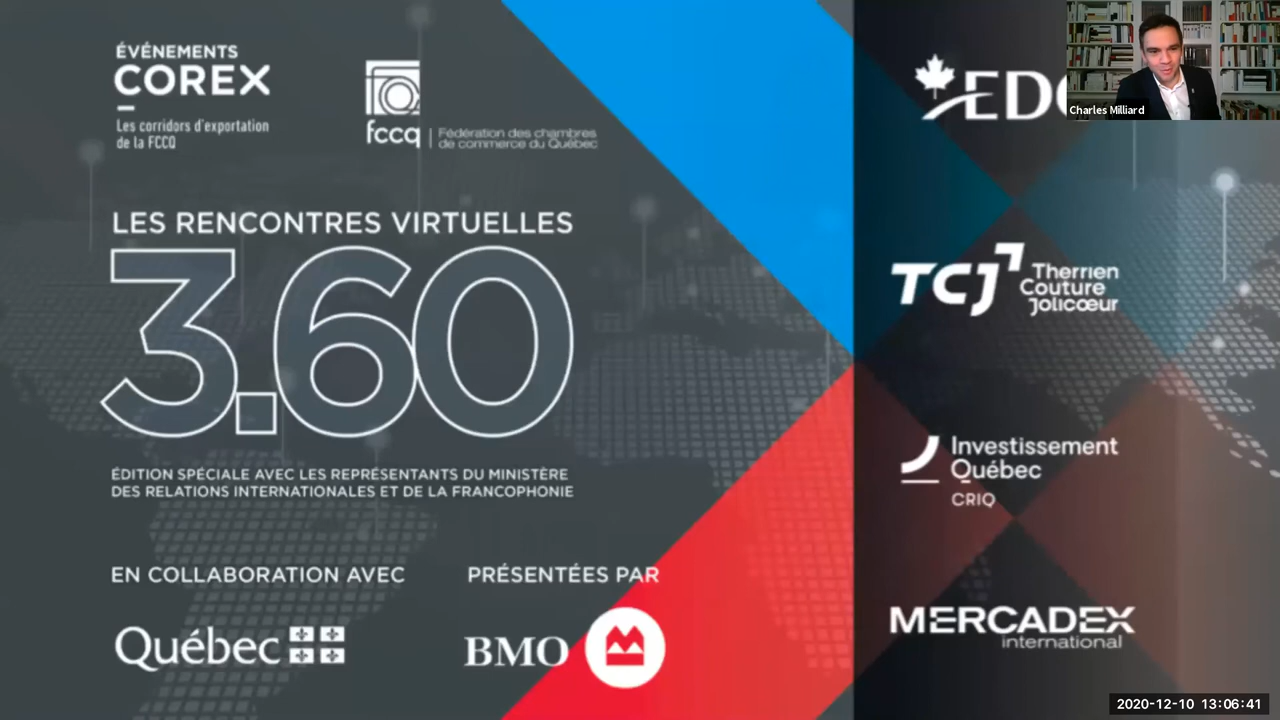 ÉVÉNEMENTS
COREX
Les corridors d'exportation
de la FCCQ
fccq
Fédération des chambres
de commerce du Québec
LES RENCONTRES VIRTUELLES
3.60
ÉDITION SPÉCIALE AVEC LES REPRÉSENTANTS DU MINISTÈRE
DES RELATIONS INTERNATIONALES ET DE LA FRANCOPHONIE
EN COLLABORATION AVEC
Québec
PRÉSENTÉES PAR
BMO
EDC
Charles Milliard
TCJ
Therrien
Couture
Jolicœur
Investissement
Québec
CRIQ
MERCADEX
international
2020-12-10 13:06:41